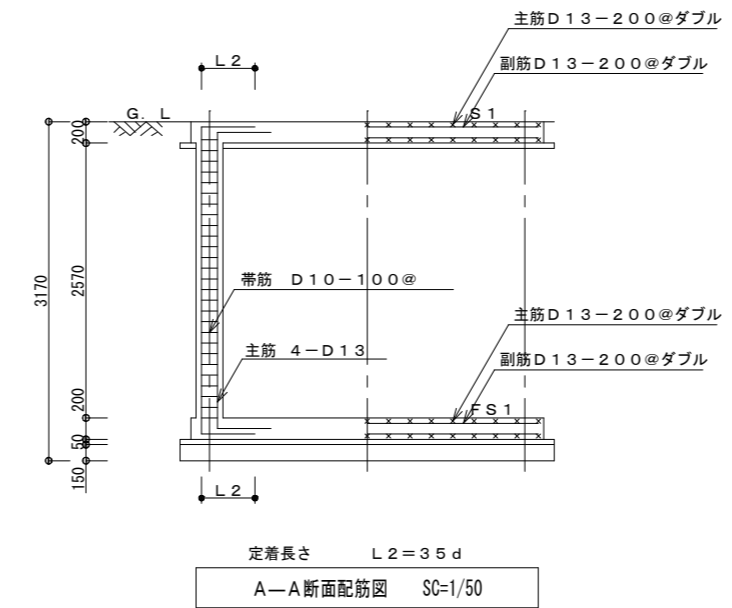 主筋Ｄ１３－２００＠ダブル
副筋Ｄ１３－２００＠ダブル
Ｌ２
Ｇ．Ｌ
Ｓ１
200
2570
3170
帯筋　Ｄ１０－１００＠
主筋　４－Ｄ１３
主筋Ｄ１３－２００＠ダブル
副筋Ｄ１３－２００＠ダブル
ＦＳ１
200
50
150
Ｌ２
定着長さ　Ｌ２＝３５ｄ
Ａ―Ａ断面配筋図　SC=1/50